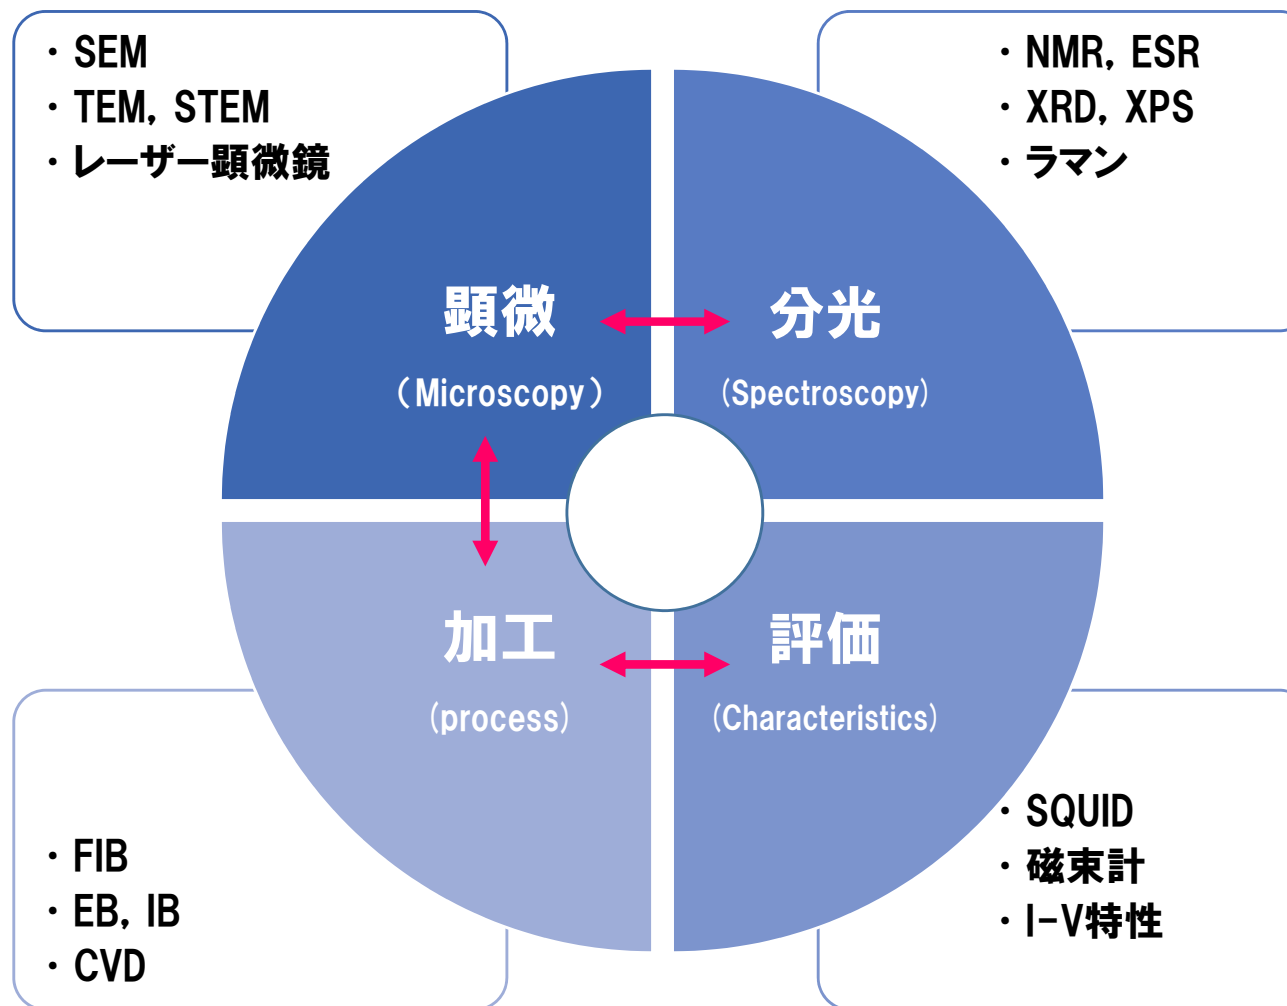 ・ SEM
・ TEM, STEM
・ レーザー顕微鏡
・ NMR, ESR
・ XRD, XPS
・ ラマン
顕微
（Microscopy）
分光
(Spectroscopy)
加工
(process)
評価
(Characteristics)
・ FIB
・ EB, IB
・ CVD
・ SQUID
・ 磁束計
・ I-V特性